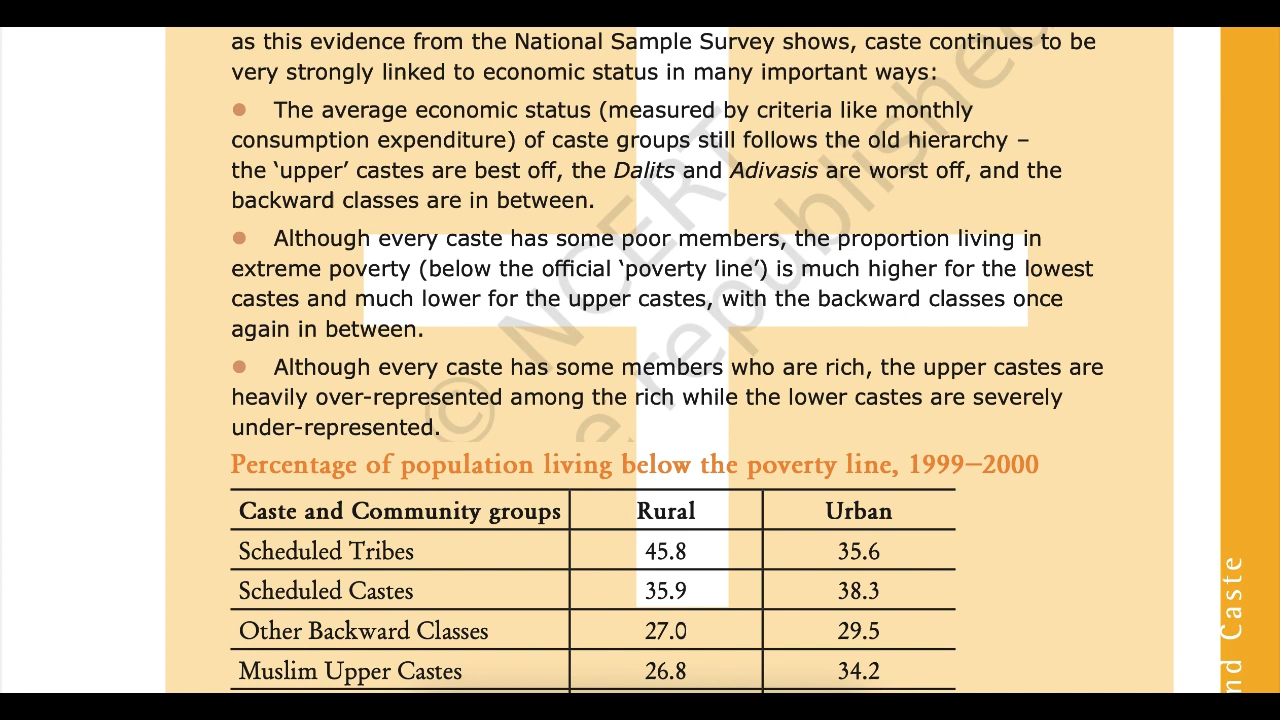 as this evidence from the National Sample Survey shows, caste continues to be
very strongly linked to economic status in many important ways:
● The average economic status (measured by criteria like monthly
consumption expenditure) of caste groups still follows the old hierarchy –
the ‘upper’ castes are best off, the Dalits and Adivasis are worst off, and the
backward classes are in between.
● Although every caste has some poor members, the proportion living in
extreme poverty (below the official ‘poverty line’) is much higher for the lowest
castes and much lower for the upper castes, with the backward classes once
again in between.
● Although every caste has some members who are rich, the upper castes are
heavily over-represented among the rich while the lower castes are severely
under-represented.
Percentage of population living below the poverty line, 1999–2000
Caste and Community groups Rural Urban
Scheduled Tribes 45.8 35.6
Scheduled Castes 35.9 38.3
Other Backward Classes 27.0 29.5
Muslim Upper Castes 26.8 34.2
© NCERT
e republished
nd Caste